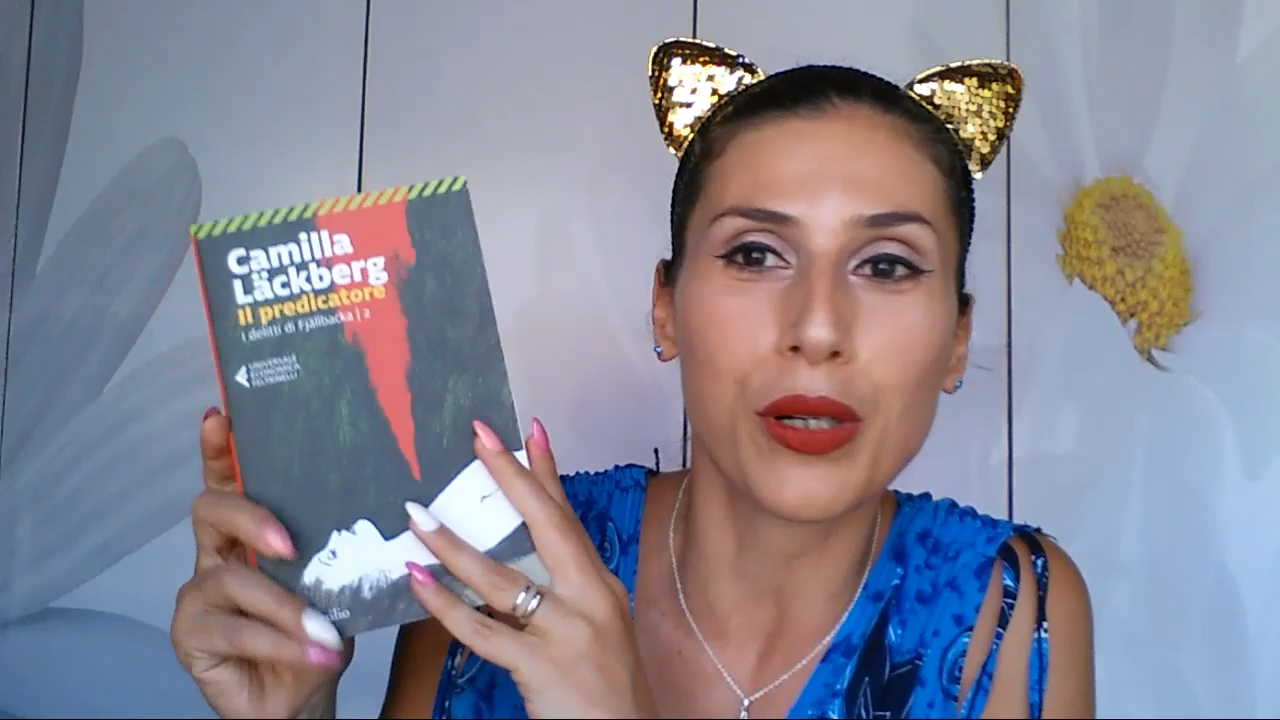 Camilla
Läckberg
Il predicatore
I delitti di Fjällbacka | 2
UNIVERSALE
ECONOMICA
FELTRINELLI